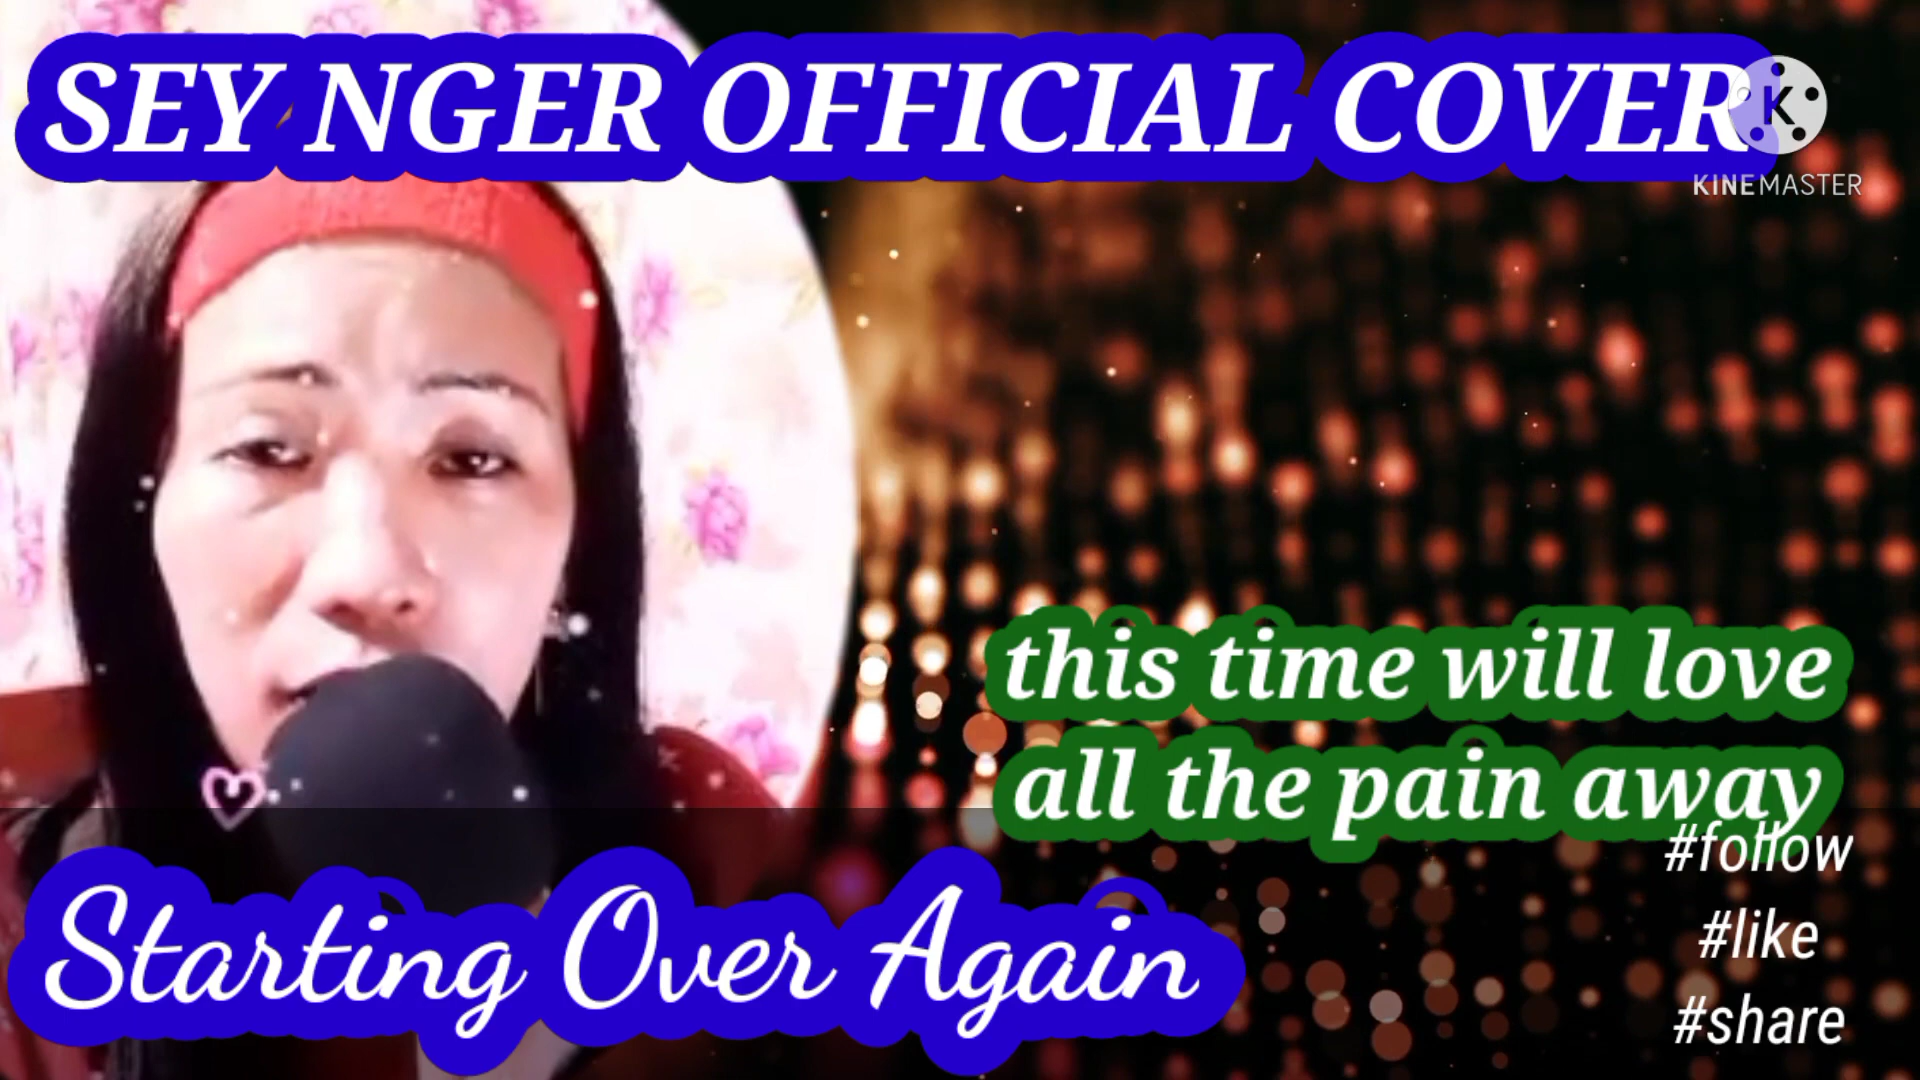 SEY NGER OFFICIAL COVER
K
KINEMASTER
this time will love
all the pain away
#follow
#like
#share
Starting Over Again